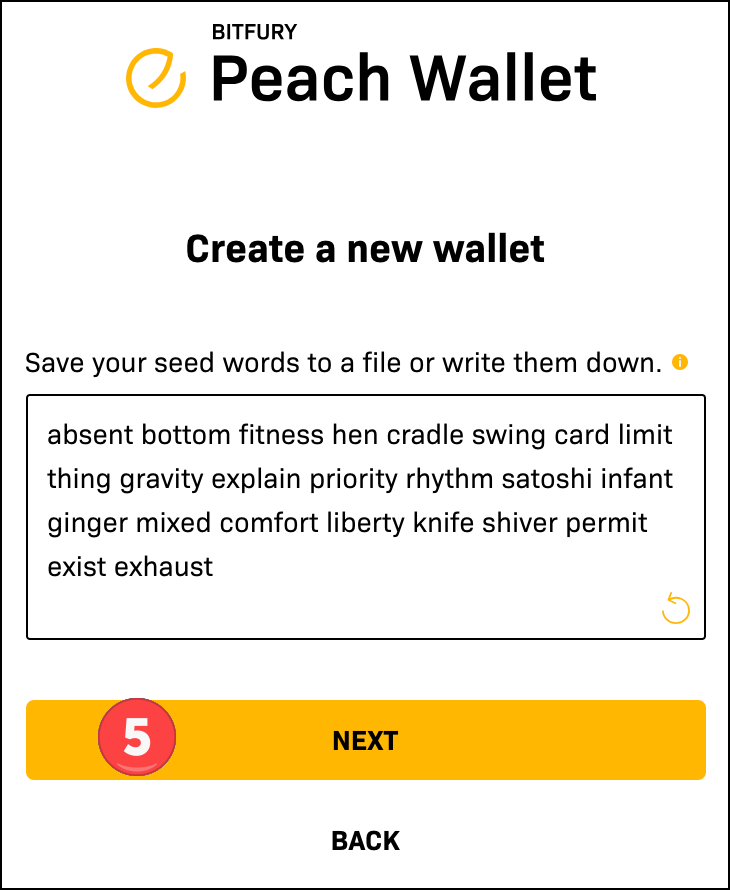 BITFURY
Peach Wallet
Create a new wallet
Save your seed words to a file or write them down. i
absent bottom fitness hen cradle swing card limit
thing gravity explain priority rhythm satoshi infant
ginger mixed comfort liberty knife shiver permit
exist exhaust
5
NEXT
BACK